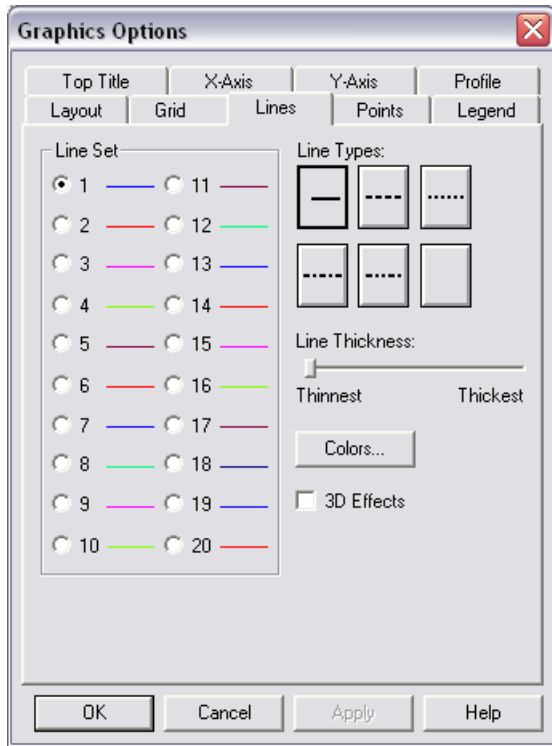 Graphics Options
Top Title X-Axis Y-Axis Profile
Layout Grid Lines Points Legend
Line Set Line Types:
1 11
2 12
3 13
4 14
5 15
6 16
7 17
8 18
9 19
10 20
Line Thickness:
Thinnest Thickest
Colors...
3D Effects
OK Cancel Apply Help